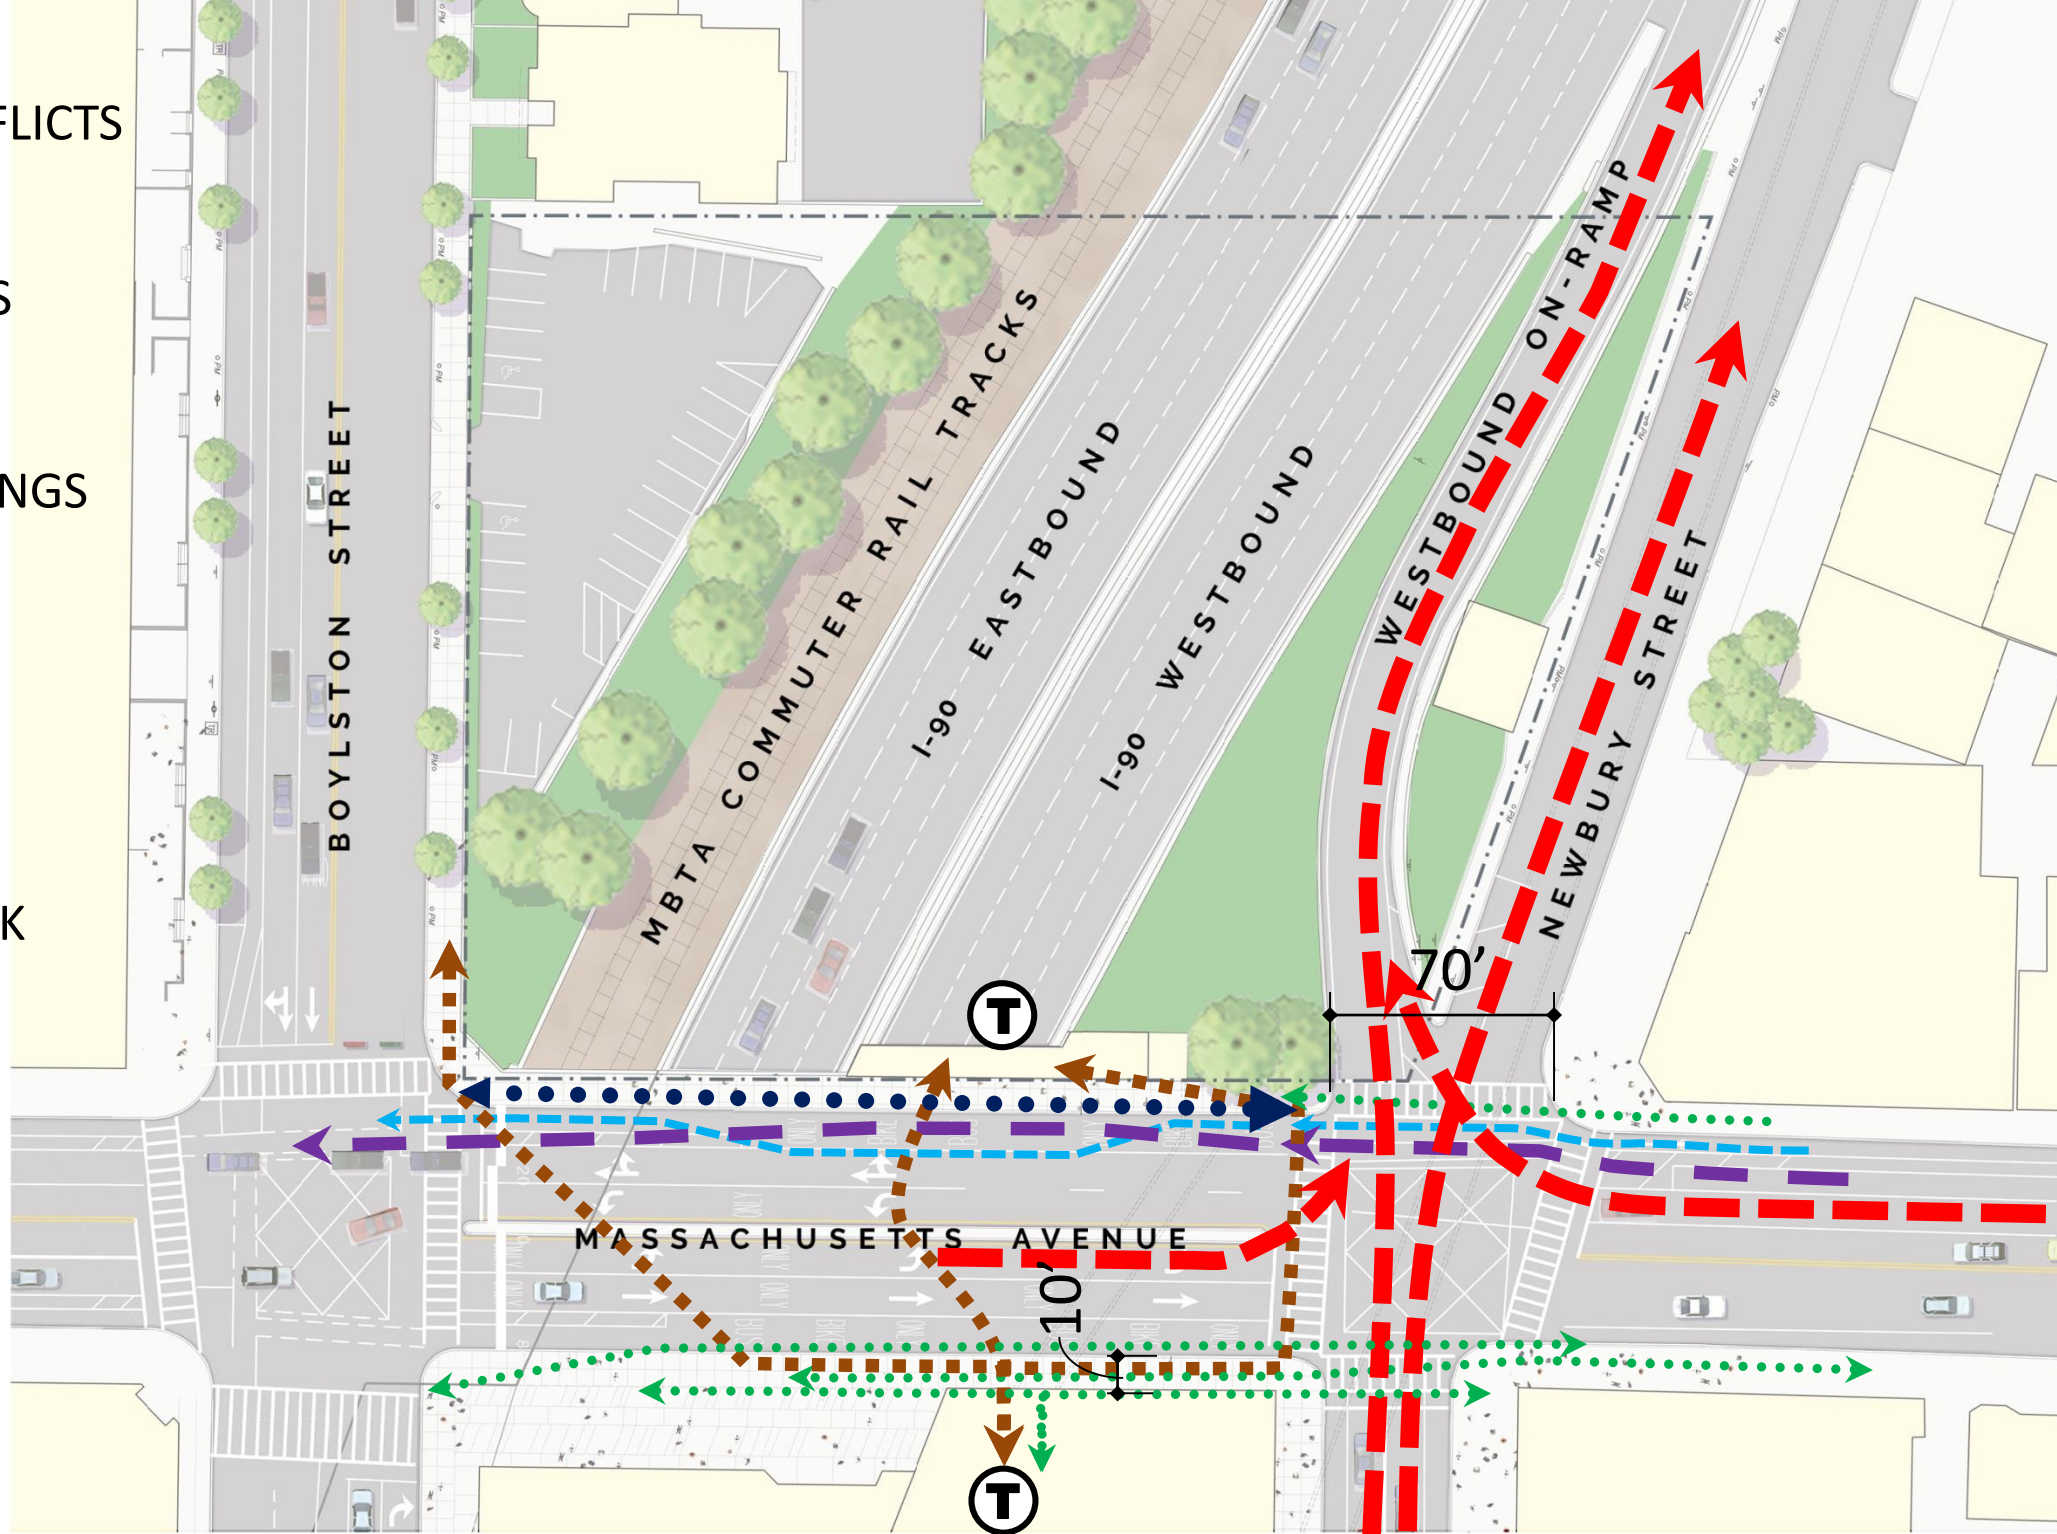 FLICTS
S
NGS
K
BOYLSTON STREET
MBTA COMMUTER RAIL TRACKS
I-90 EASTBOUND
I-90 WESTBOUND
WESTBOUND ON-RAMP
NEWBURY STREET
70’
T
MASSACHUSETTS AVENUE
10’
T